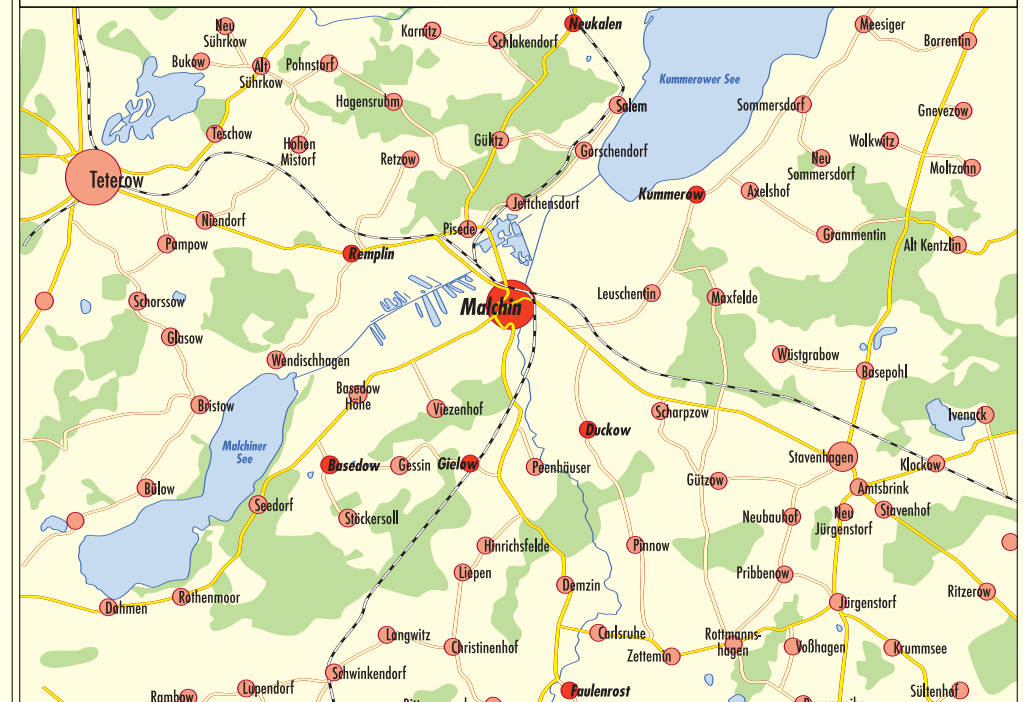 Neukalen
Meesiger
Neu
Sührkow
Karnitz
Schlakendorf
Borrentin
Bukow
Alt
Sührkow
Pohnstorf
Kummerower See
Hagensruhm
Salem
Sommersdorf
Gnevezow
Teschow
Hohen
Mistorf
Gülitz
Gorschendorf
Wolkwitz
Retzow
Neu
Sommersdorf
Moltzahn
Teterow
Kummerow
Axelshof
Jettchensdorf
Niendorf
Pisede
Grammentin
Alt Kentzlin
Pampow
Remplin
Leuschentin
Maxfelde
Schorssow
Malchin
Glasow
Wendischhagen
Wüstgrabow
Basepohl
Basedow
Höhe
Bristow
Viezenhof
Scharpzow
Ivenack
Malchiner
See
Duckow
Stavenhagen
Basedow
Gessin
Gielow
Peenhäuser
Klockow
Bülow
Gützow
Amtsbrink
Seedorf
Stöckersoll
Neubauhof
Neu
Jürgenstorf
Stavenhof
Hinrichsfelde
Pinnow
Liepen
Pribbenow
Demzin
Ritzerow
Dahmen
Rothenmoor
Jürgenstorf
Langwitz
Carlsruhe
Rottmanns-
hagen
Christinenhof
Zettemin
Voßhagen
Krummsee
Schwinkendorf
Lupendorf
Rambow
Faulenrost
Sültenhof